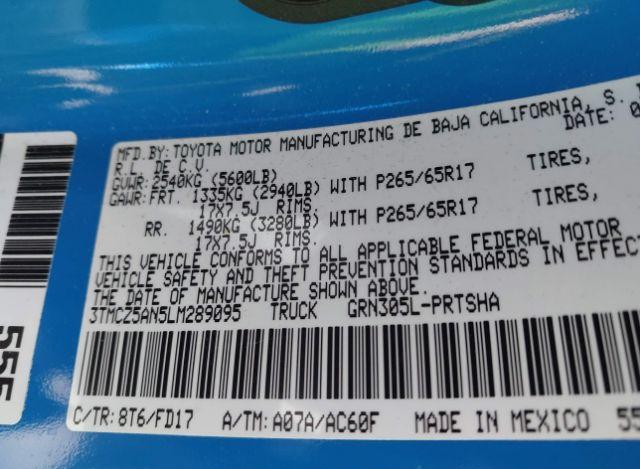 MFD.BY:TOYOTA MOTOR MANUFACTURING DE BAJA CALIFORNIA, S.
R.L. DE C.V. DATE:
GVWR:2540KG (5600LB)
GAWR:FRT. 1335KG (2940LB) WITH P265/65R17 TIRES,
17X7.5J RIMS.
RR. 1490KG (3280LB) WITH P265/65R17 TIRES,
17X7.5J RIMS.
THIS VEHICLE CONFORMS TO ALL APPLICABLE FEDERAL MOTOR
VEHICLE SAFETY AND THEFT PREVENTION STANDARDS IN EFFECT
THE DATE OF MANUFACTURE SHOWN ABOVE.
3TMCZ5AN5LM289095 TRUCK GRN305L-PRTSHA
C/TR:8T6/FD17 A/TM:A07A/AC60F MADE IN MEXICO 55
555